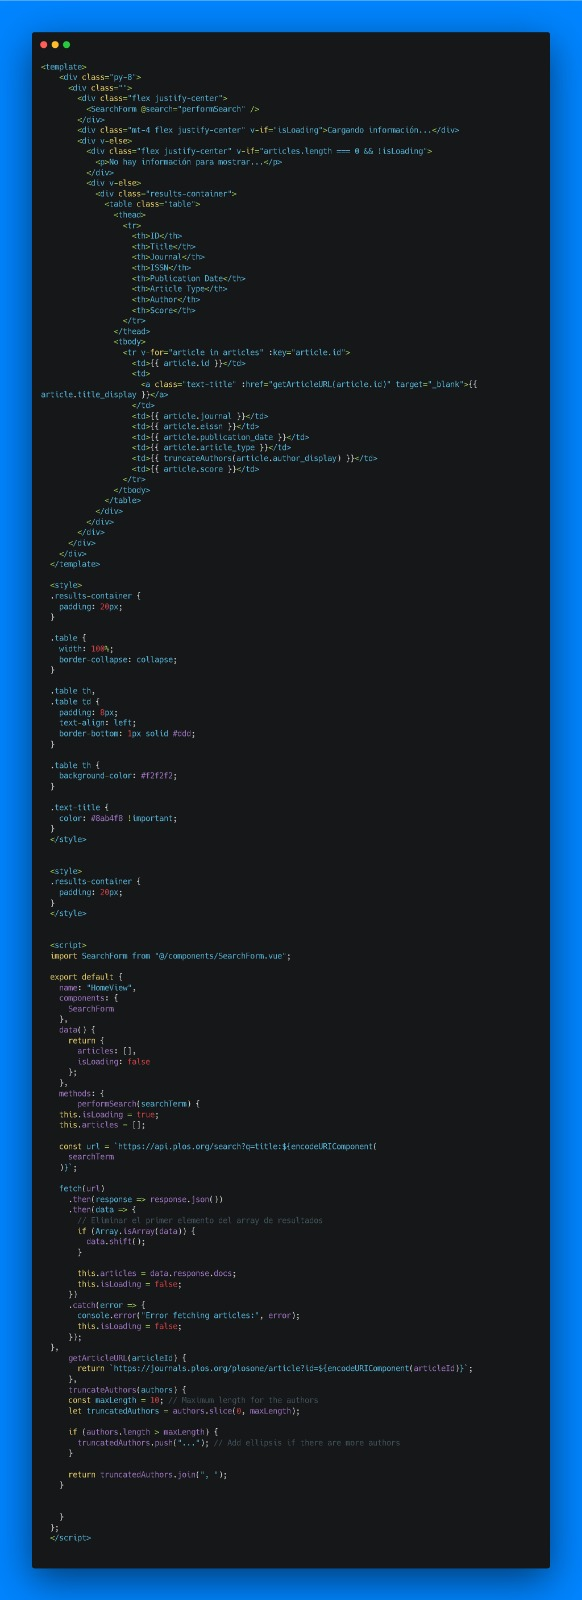 <template>
<div class="py-8">
<div class="">
<div class="flex justify-center">
<SearchForm @search="performSearch" />
</div>
<div class="mt-4 flex justify-center" v-if="isLoading">Cargando información...</div>
<div v-else>
<div class="flex justify-center" v-if="articles.length === 0 && !isLoading">
<p>No hay información para mostrar...</p>
</div>
<div v-else>
<div class="results-container">
<table class="table">
<thead>
<tr>
<th>ID</th>
<th>Title</th>
<th>Journal</th>
<th>ISSN</th>
<th>Publication Date</th>
<th>Article Type</th>
<th>Author</th>
<th>Score</th>
</tr>
</thead>
<tbody>
<tr v-for="article in articles" :key="article.id">
<td>{{ article.id }}</td>
<td>
<a class="text-title" :href="getArticleURL(article.id)" target="_blank">{{
article.title_display }}</a>
</td>
<td>{{ article.journal }}</td>
<td>{{ article.eissn }}</td>
<td>{{ article.publication_date }}</td>
<td>{{ article.article_type }}</td>
<td>{{ truncateAuthors(article.author_display) }}</td>
<td>{{ article.score }}</td>
</tr>
</tbody>
</table>
</div>
</div>
</div>
</div>
</div>
</template>
<style>
.results-container {
padding: 20px;
}
.table {
width: 100%;
border-collapse: collapse;
}
.table th,
.table td {
padding: 8px;
text-align: left;
border-bottom: 1px solid #ddd;
}
.table th {
background-color: #f2f2f2;
}
.text-title {
color: #8ab4f8 !important;
}
</style>
<style>
.results-container {
padding: 20px;
}
</style>
<script>
import SearchForm from "@/components/SearchForm.vue";
export default {
name: "HomeView",
components: {
SearchForm
},
data() {
return {
articles: [],
isLoading: false
};
},
methods: {
performSearch(searchTerm) {
this.isLoading = true;
this.articles = [];
const url = `https://api.plos.org/search?q=title:${encodeURIComponent(
searchTerm
)}`;
fetch(url)
.then(response => response.json())
.then(data => {
// Eliminar el primer elemento del array de resultados
if (Array.isArray(data)) {
data.shift();
}
this.articles = data.response.docs;
this.isLoading = false;
})
.catch(error => {
console.error("Error fetching articles:", error);
this.isLoading = false;
});
},
getArticleURL(articleId) {
return `https://journals.plos.org/plosone/article?id=${encodeURIComponent(articleId)}`;
},
truncateAuthors(authors) {
const maxLength = 10; // Maximum length for the authors
let truncatedAuthors = authors.slice(0, maxLength);
if (authors.length > maxLength) {
truncatedAuthors.push("..."); // Add ellipsis if there are more authors
}
return truncatedAuthors.join(", ");
}
}
};
</script>